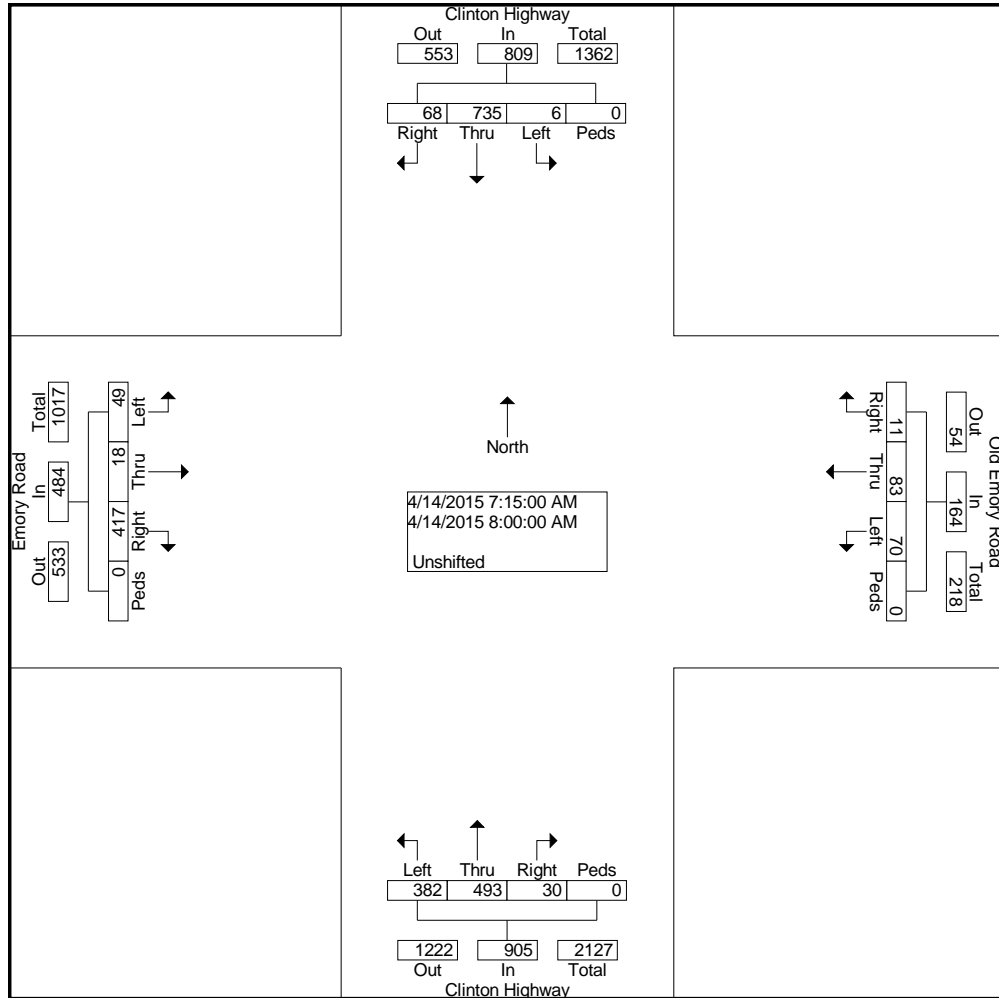 Clinton Highway
Out In Total
553 809 1362
68 735 6 0
Right Thru Left Peds
Emory Road
Total In Out
1017 484 533
49 18 417 0
Left Thru Right Peds
North
4/14/2015 7:15:00 AM
4/14/2015 8:00:00 AM
Unshifted
Right Thru Left Peds
11 83 70 0
Out In Total
54 164 218
Old Emory Road
Left Thru Right Peds
382 493 30 0
1222 905 2127
Out In Total
Clinton Highway